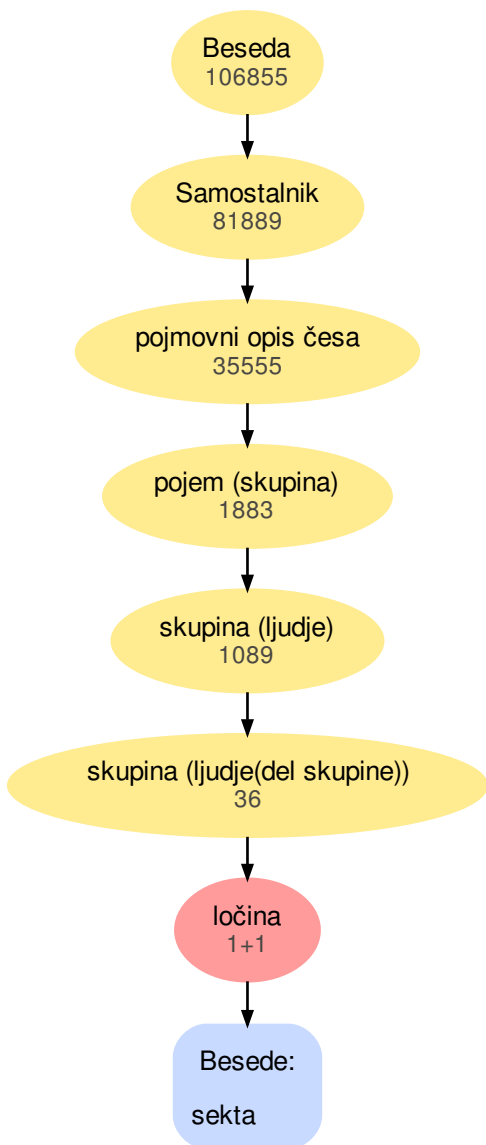 Beseda
106855
Samostalnik
81889
pojmovni opis česa
35555
pojem (skupina)
1883
skupina (ljudje)
1089
skupina (ljudje(del skupine))
36
ločina
1+1
Besede:
sekta